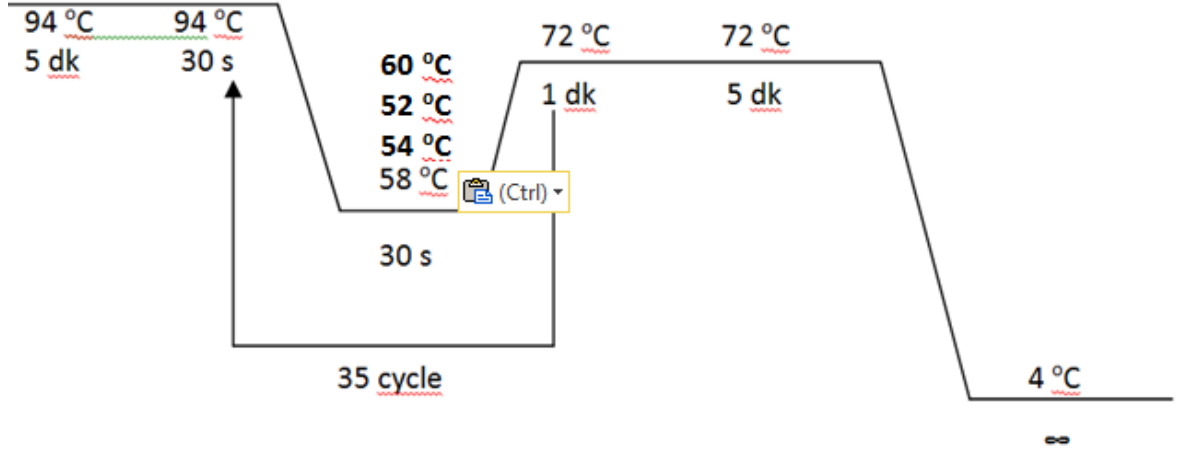 94 °C 94 °C
5 dk 30 s
72 °C 72 °C
1 dk 5 dk
60 °C
52 °C
54 °C
58 °C
(Ctrl)
30 s
35 cycle
4 °C
∞